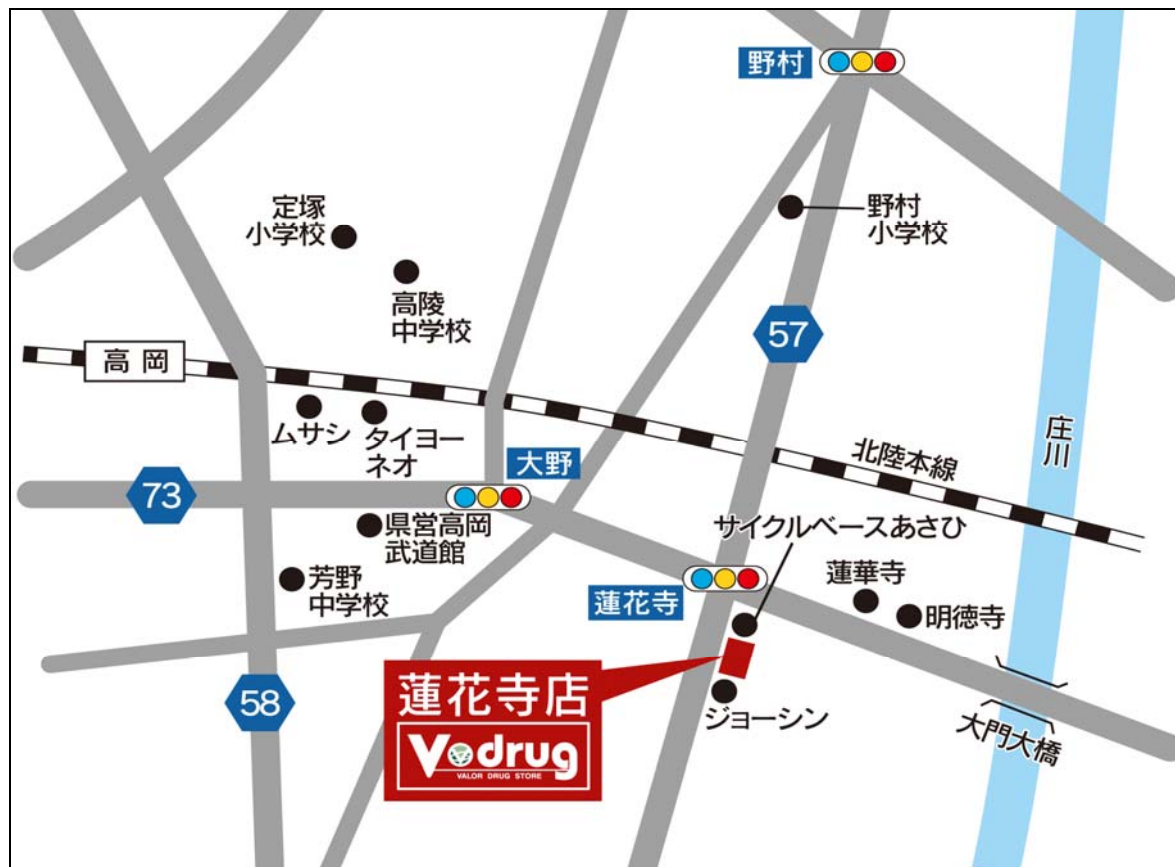 野村
定塚
小学校
野村
小学校
高陵
中学校
57
高岡
ムサシ
タイヨー
ネオ
大野
北陸本線
庄川
73
県営高岡
武道館
サイクルベースあさひ
芳野
中学校
蓮花寺
蓮華寺
明徳寺
58
蓮花寺店
V drug
VALOR DRUG STORE
ジョーシン
大門大橋